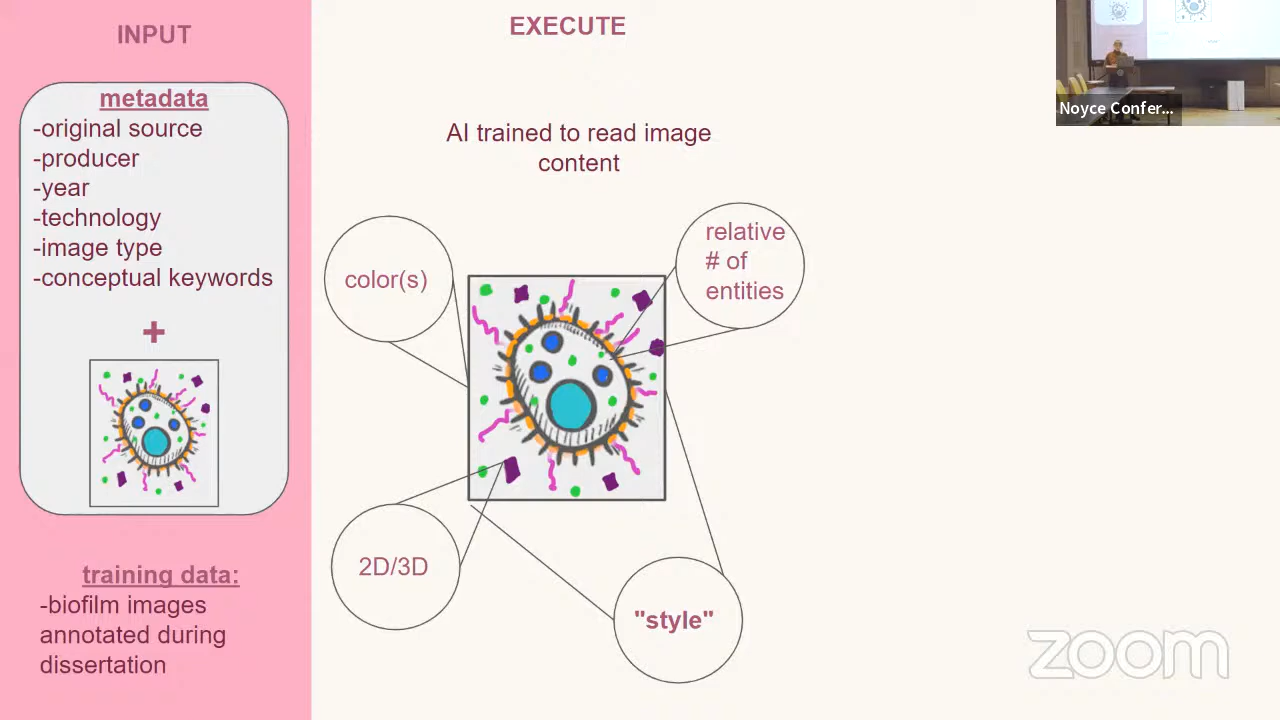 INPUT
metadata
-original source
-producer
-year
-technology
-image type
-conceptual keywords
+
training data:
-biofilm images
annotated during
dissertation
EXECUTE
AI trained to read image
content
color(s)
relative
# of
entities
2D/3D
"style"
Noyce Confer...
zoom